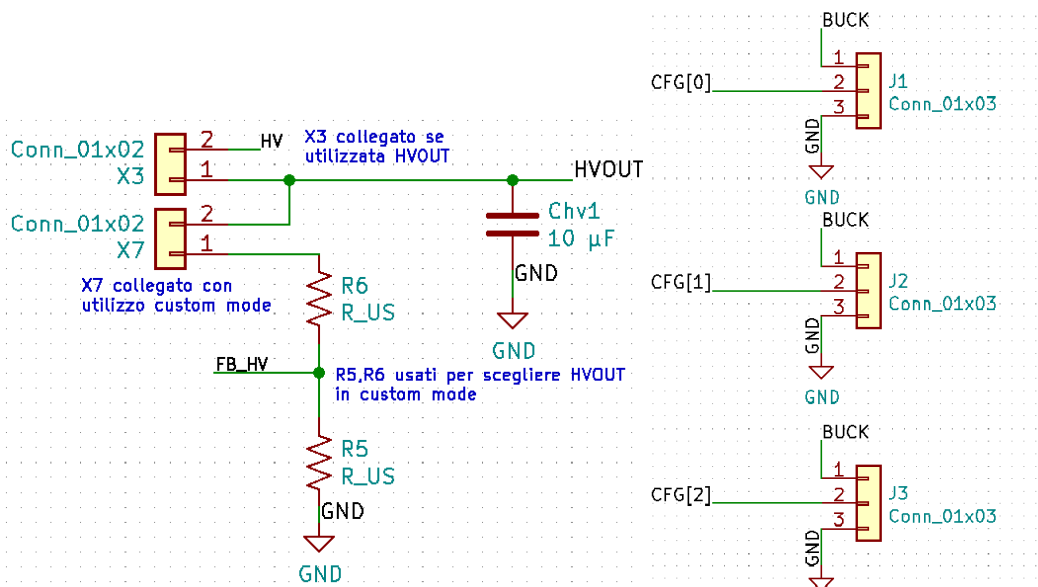 Conn_01x02
X3
2
HV
1
X3 collegato se
utilizzata HVOUT
HVOUT
Conn_01x02
X7
2
1
Chv1
10 µF
GND
GND
X7 collegato con
utilizzo custom mode
R6
R_US
FB_HV
R5,R6 usati per scegliere HVOUT
in custom mode
R5
R_US
GND
GND
BUCK
1
CFG[0]
2
3
J1
Conn_01x03
GND
GND
BUCK
1
CFG[1]
2
3
J2
Conn_01x03
GND
GND
BUCK
1
CFG[2]
2
3
J3
Conn_01x03
GND